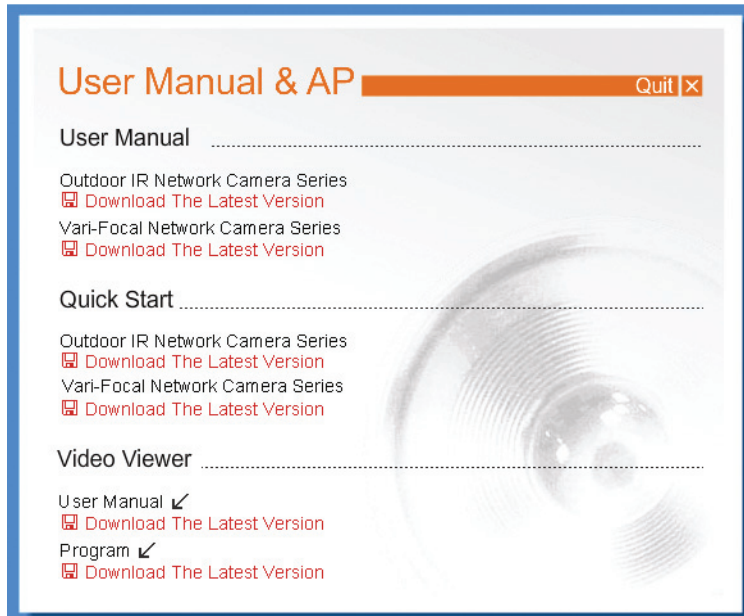 User Manual & AP
Quit
User Manual
Outdoor IR Network Camera Series
Download The Latest Version
Vari-Focal Network Camera Series
Download The Latest Version
Quick Start
Outdoor IR Network Camera Series
Download The Latest Version
Vari-Focal Network Camera Series
Download The Latest Version
Video Viewer
User Manual
Download The Latest Version
Program
Download The Latest Version